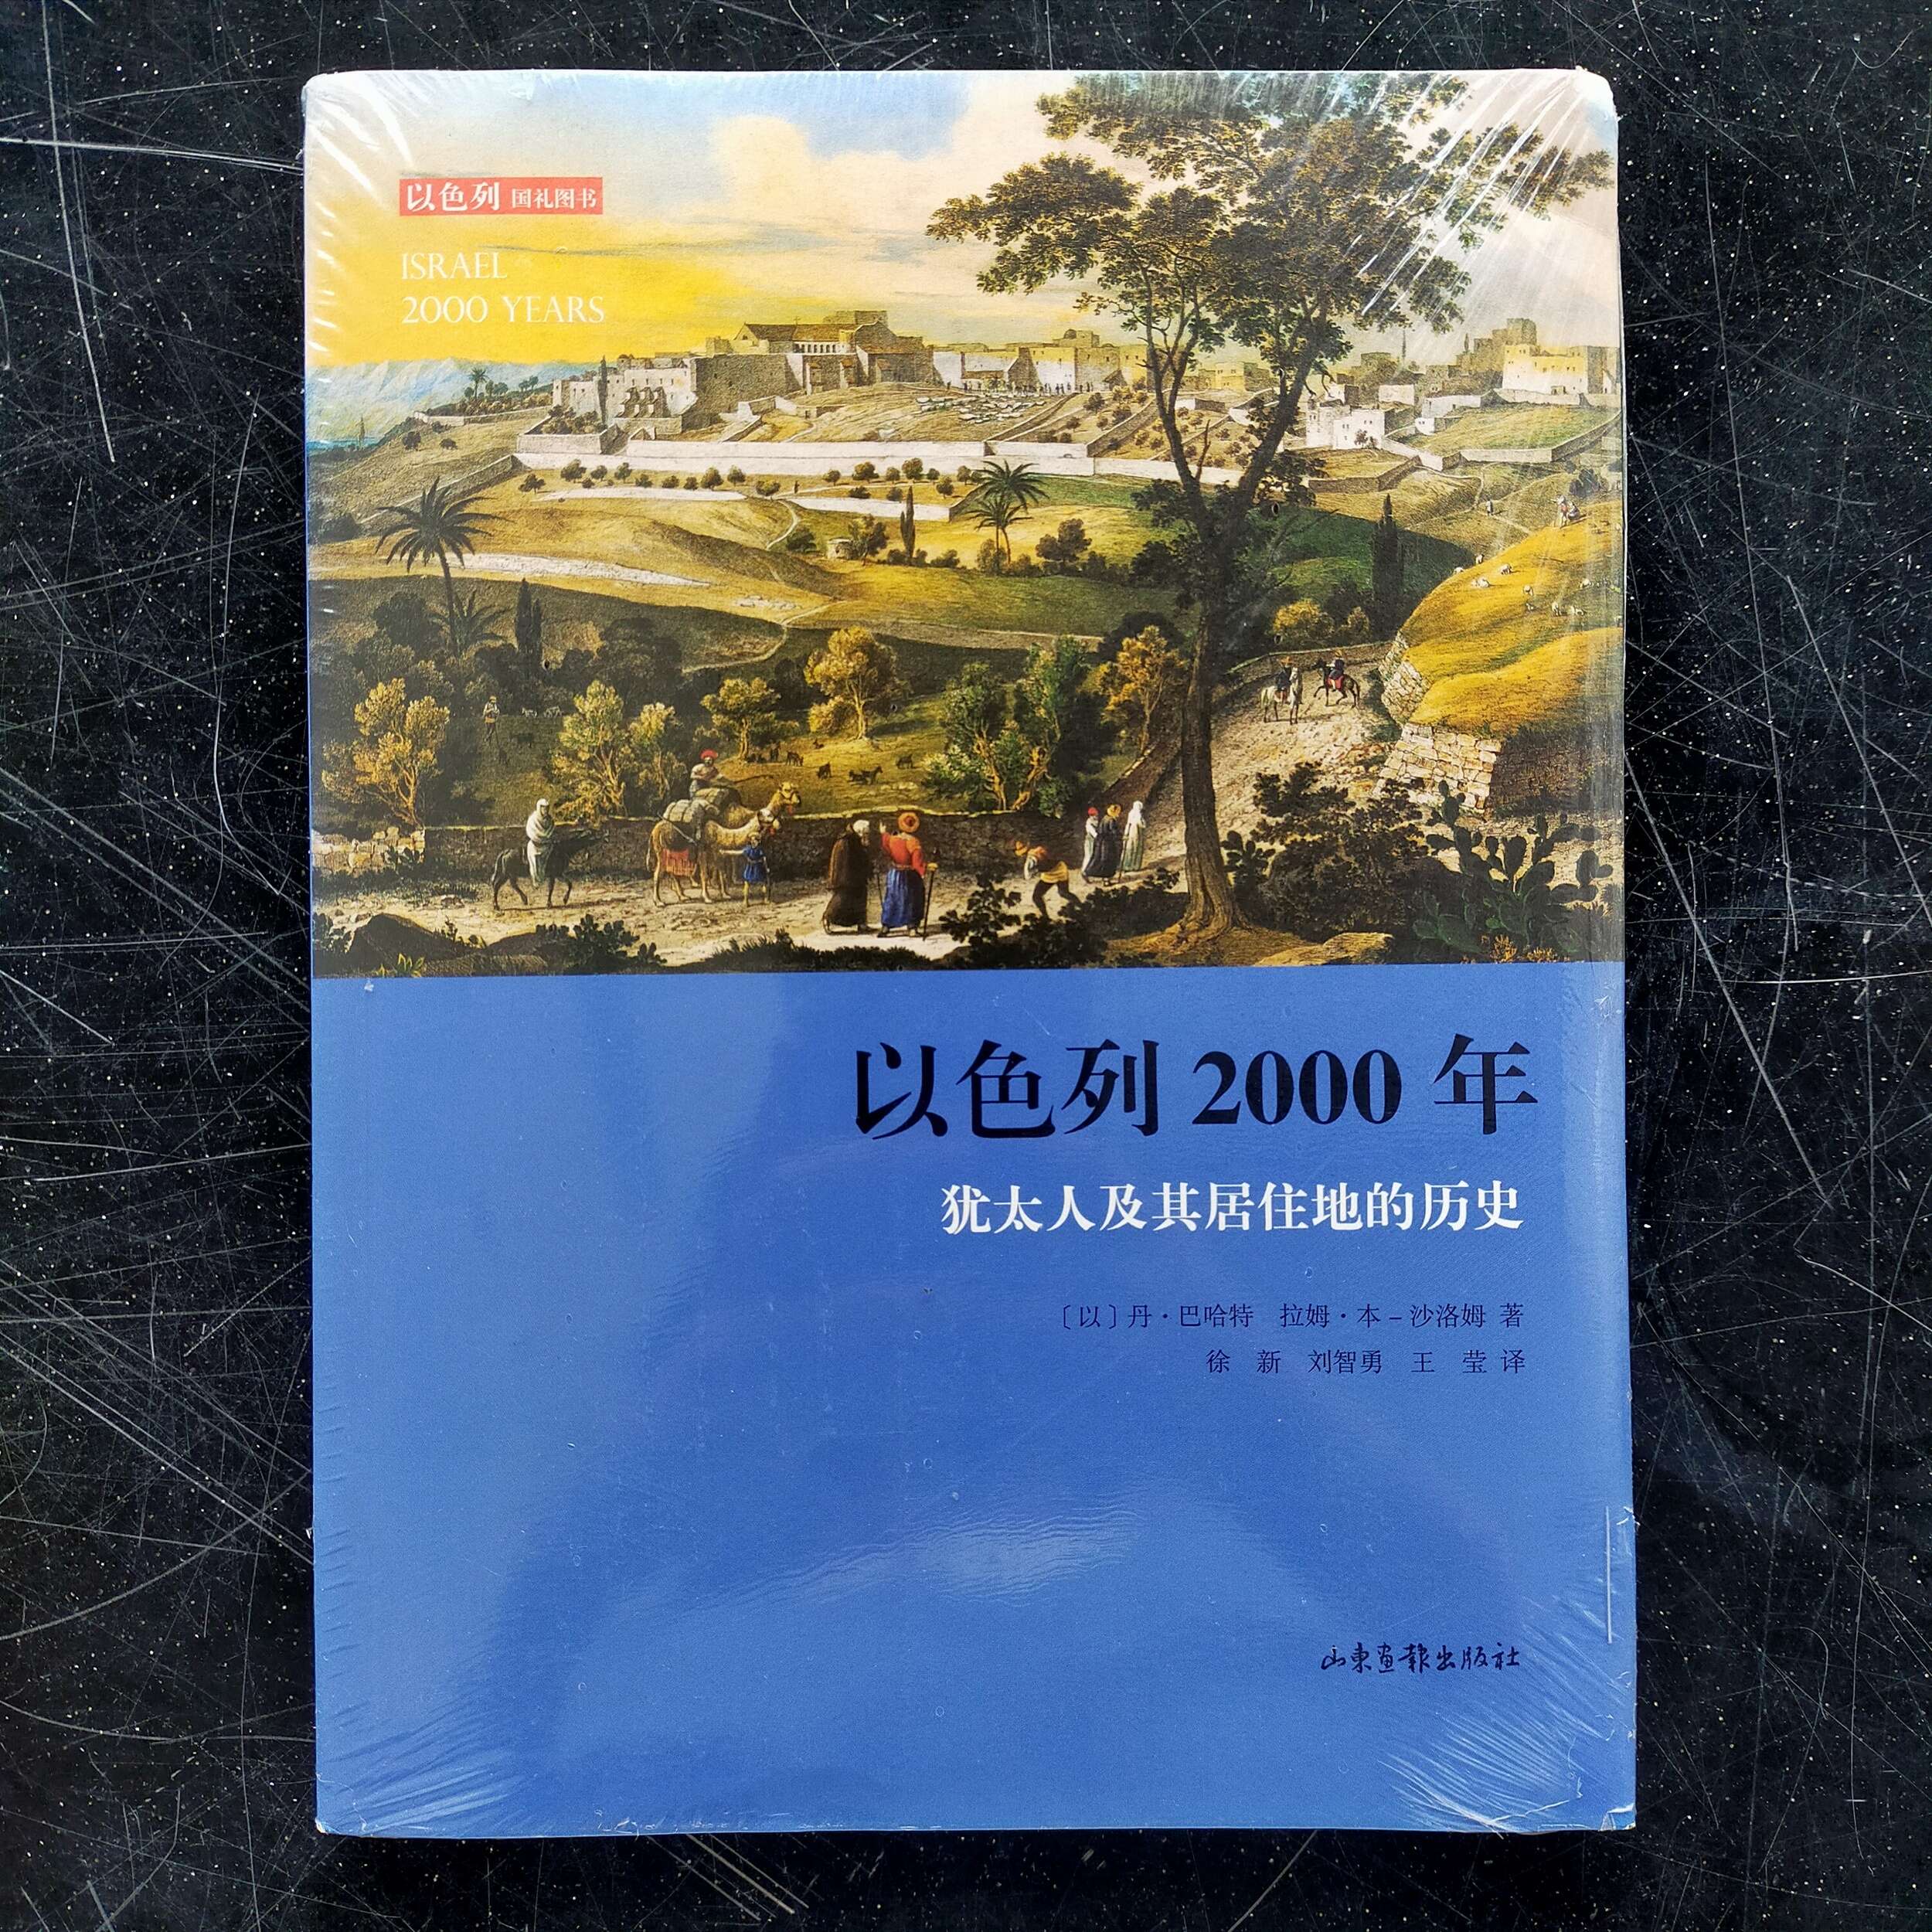 以色列 国礼图书
ISRAEL
2000 YEARS
以色列 2000 年
犹太人及其居住地的历史
〔以〕丹·巴哈特 拉姆·本-沙洛姆 著
徐 新 刘智勇 王 莹 译
山东画报出版社